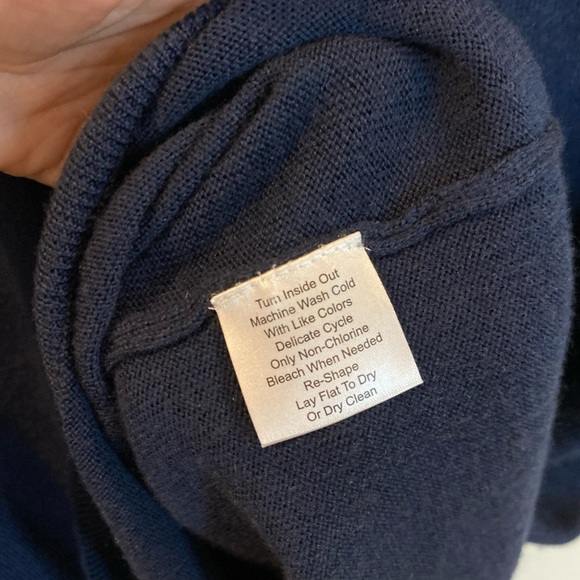 Turn Inside Out
Machine Wash Cold
With Like Colors
Delicate Cycle
Only Non-Chlorine
Bleach When Needed
Re-Shape
Lay Flat To Dry
Or Dry Clean